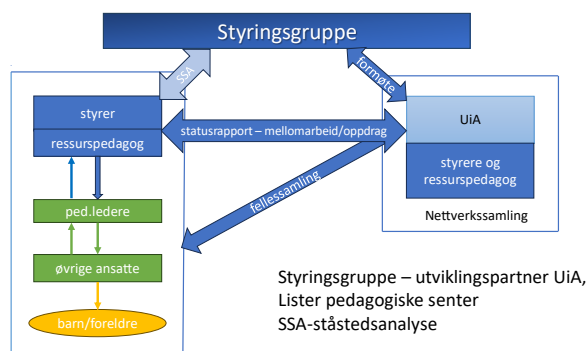 Styringsgruppe
SSA
formøte
styrer
ressurspedagog
statusrapport – mellomarbeid/oppdrag
UiA
styrere og
ressurspedagog
Nettverkssamling
fellessamling
ped.ledere
øvrige ansatte
barn/foreldre
Styringsgruppe – utviklingspartner UiA,
Lister pedagogiske senter
SSA-ståstedsanalyse